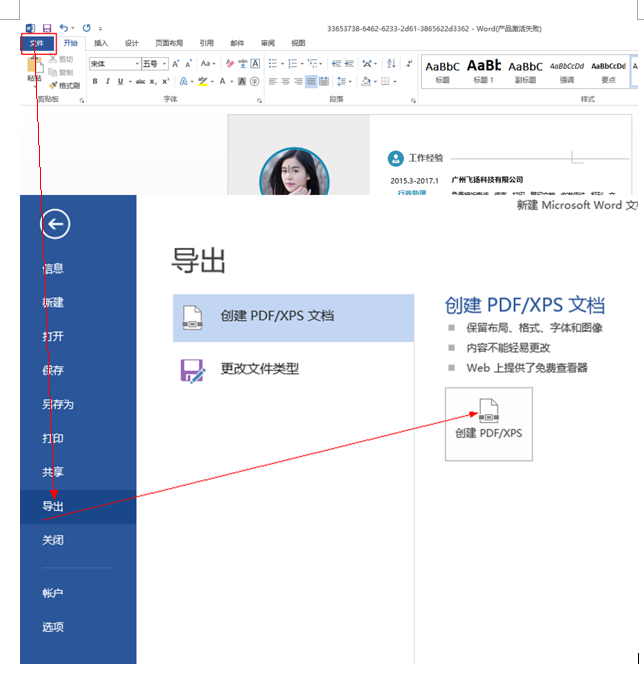 33653738-6462-6233-2d61-3865622d3362 - Word(产品激活失败)
文件 开始 插入 设计 页面布局 引用 邮件 审阅 视图
剪切
复制
格式刷
粘贴
宋体 五号
B I U abc x₂ x²
剪贴板 字体 段落 样式
AaBbC AaBb AaBbC AaBbCcDd AaBbCcDd
标题 标题 1 副标题 强调 要点
工作经验
2015.3-2017.1 广州飞扬科技有限公司
行政助理
新建 Microsoft Word 文
导出
信息
新建
打开
保存
另存为
打印
共享
导出
关闭
帐户
选项
创建 PDF/XPS 文档
更改文件类型
创建 PDF/XPS 文档
保留布局、格式、字体和图像
内容不能轻易更改
Web 上提供了免费查看器
创建 PDF/XPS